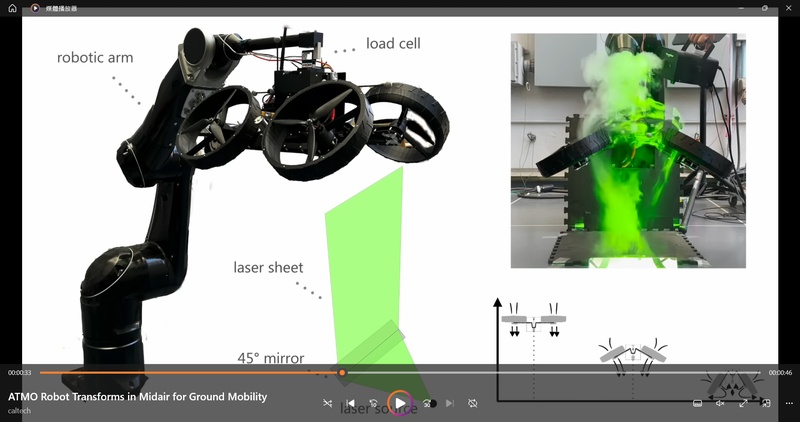 媒體播放器
robotic arm
load cell
laser sheet
45° mirror
laser source
00:00:33
00:00:46
ATMO Robot Transforms in Midair for Ground Mobility
caltech